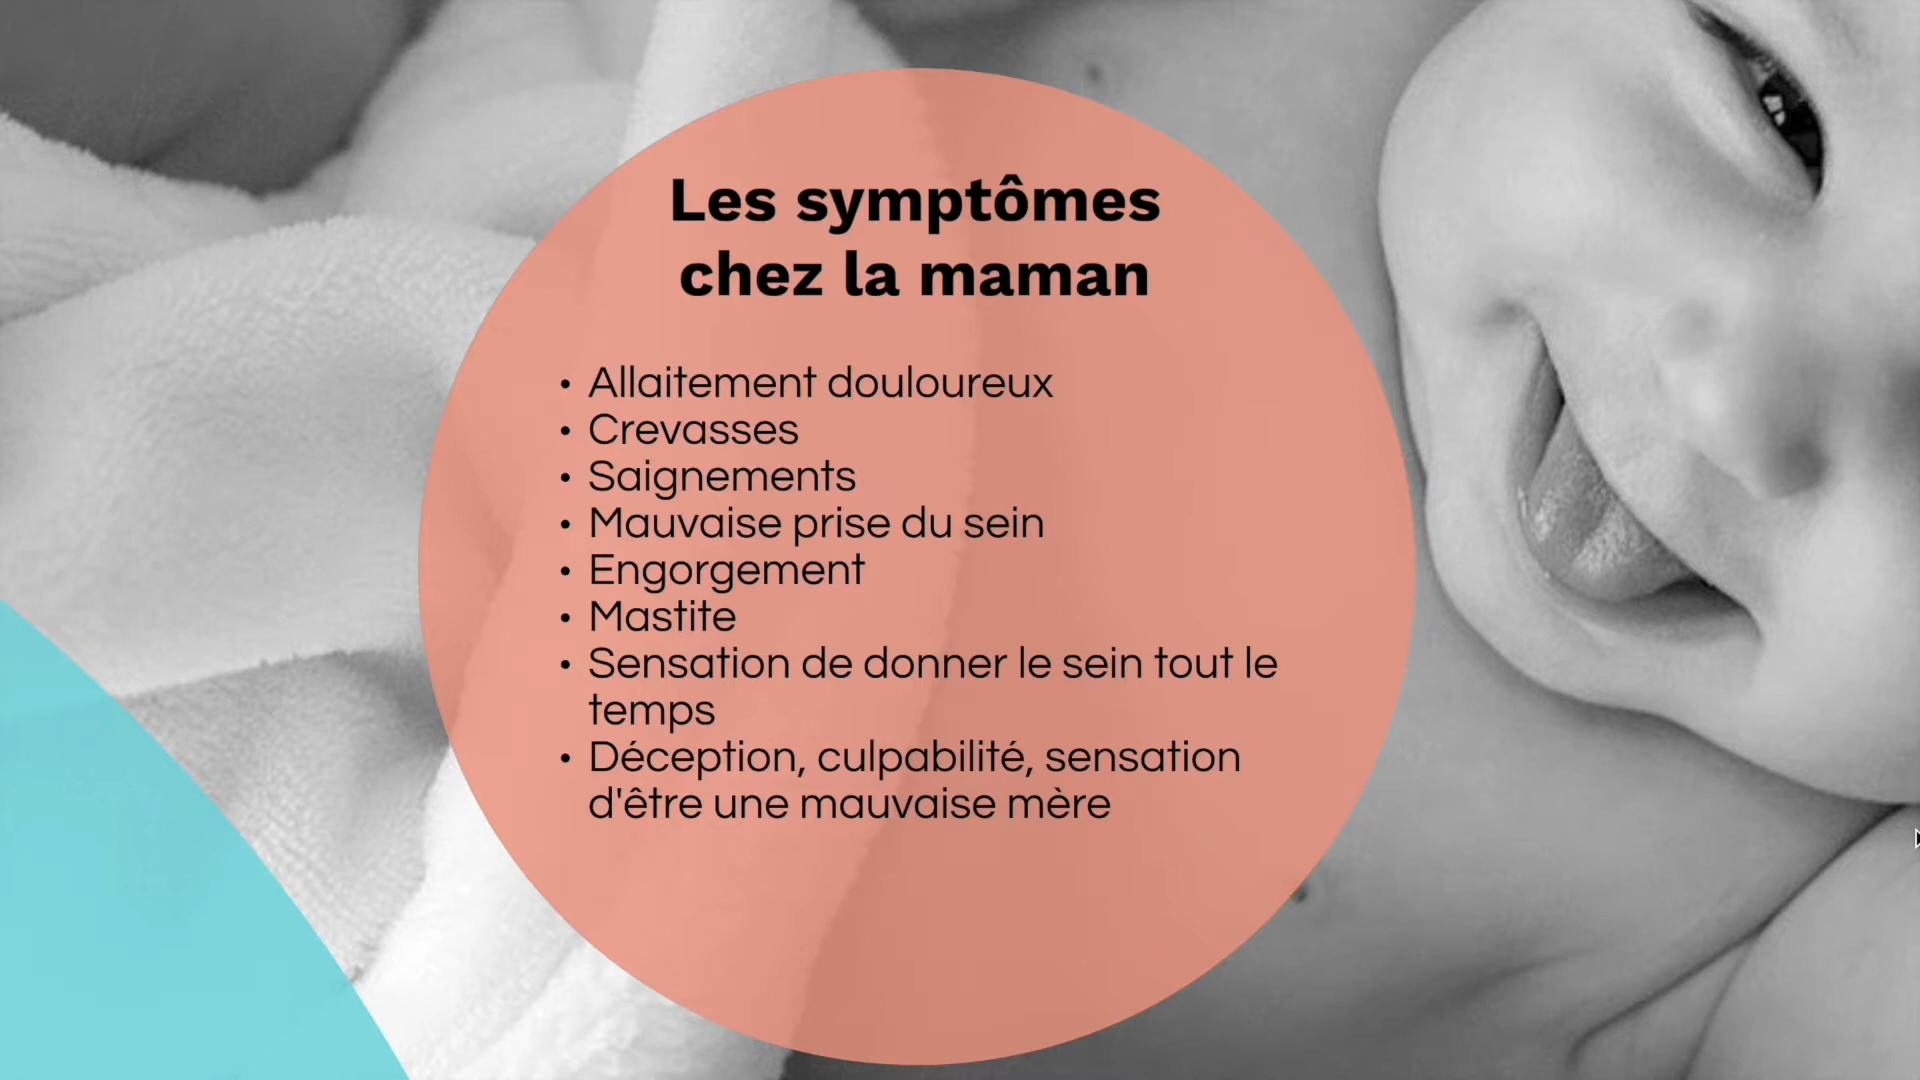 Les symptômes
chez la maman
• Allaitement douloureux
• Crevasses
• Saignements
• Mauvaise prise du sein
• Engorgement
• Mastite
• Sensation de donner le sein tout le
temps
• Déception, culpabilité, sensation
d'être une mauvaise mère